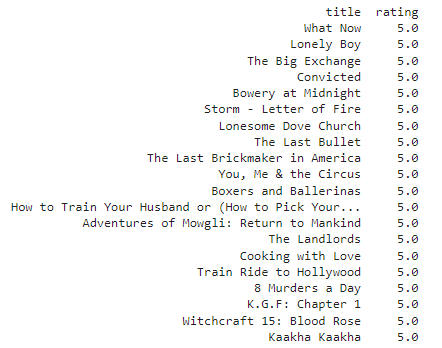 title rating
What Now 5.0
Lonely Boy 5.0
The Big Exchange 5.0
Convicted 5.0
Bowery at Midnight 5.0
Storm - Letter of Fire 5.0
Lonesome Dove Church 5.0
The Last Bullet 5.0
The Last Brickmaker in America 5.0
You, Me & the Circus 5.0
Boxers and Ballerinas 5.0
How to Train Your Husband or (How to Pick Your... 5.0
Adventures of Mowgli: Return to Mankind 5.0
The Landlords 5.0
Cooking with Love 5.0
Train Ride to Hollywood 5.0
8 Murders a Day 5.0
K.G.F: Chapter 1 5.0
Witchcraft 15: Blood Rose 5.0
Kaakha Kaakha 5.0